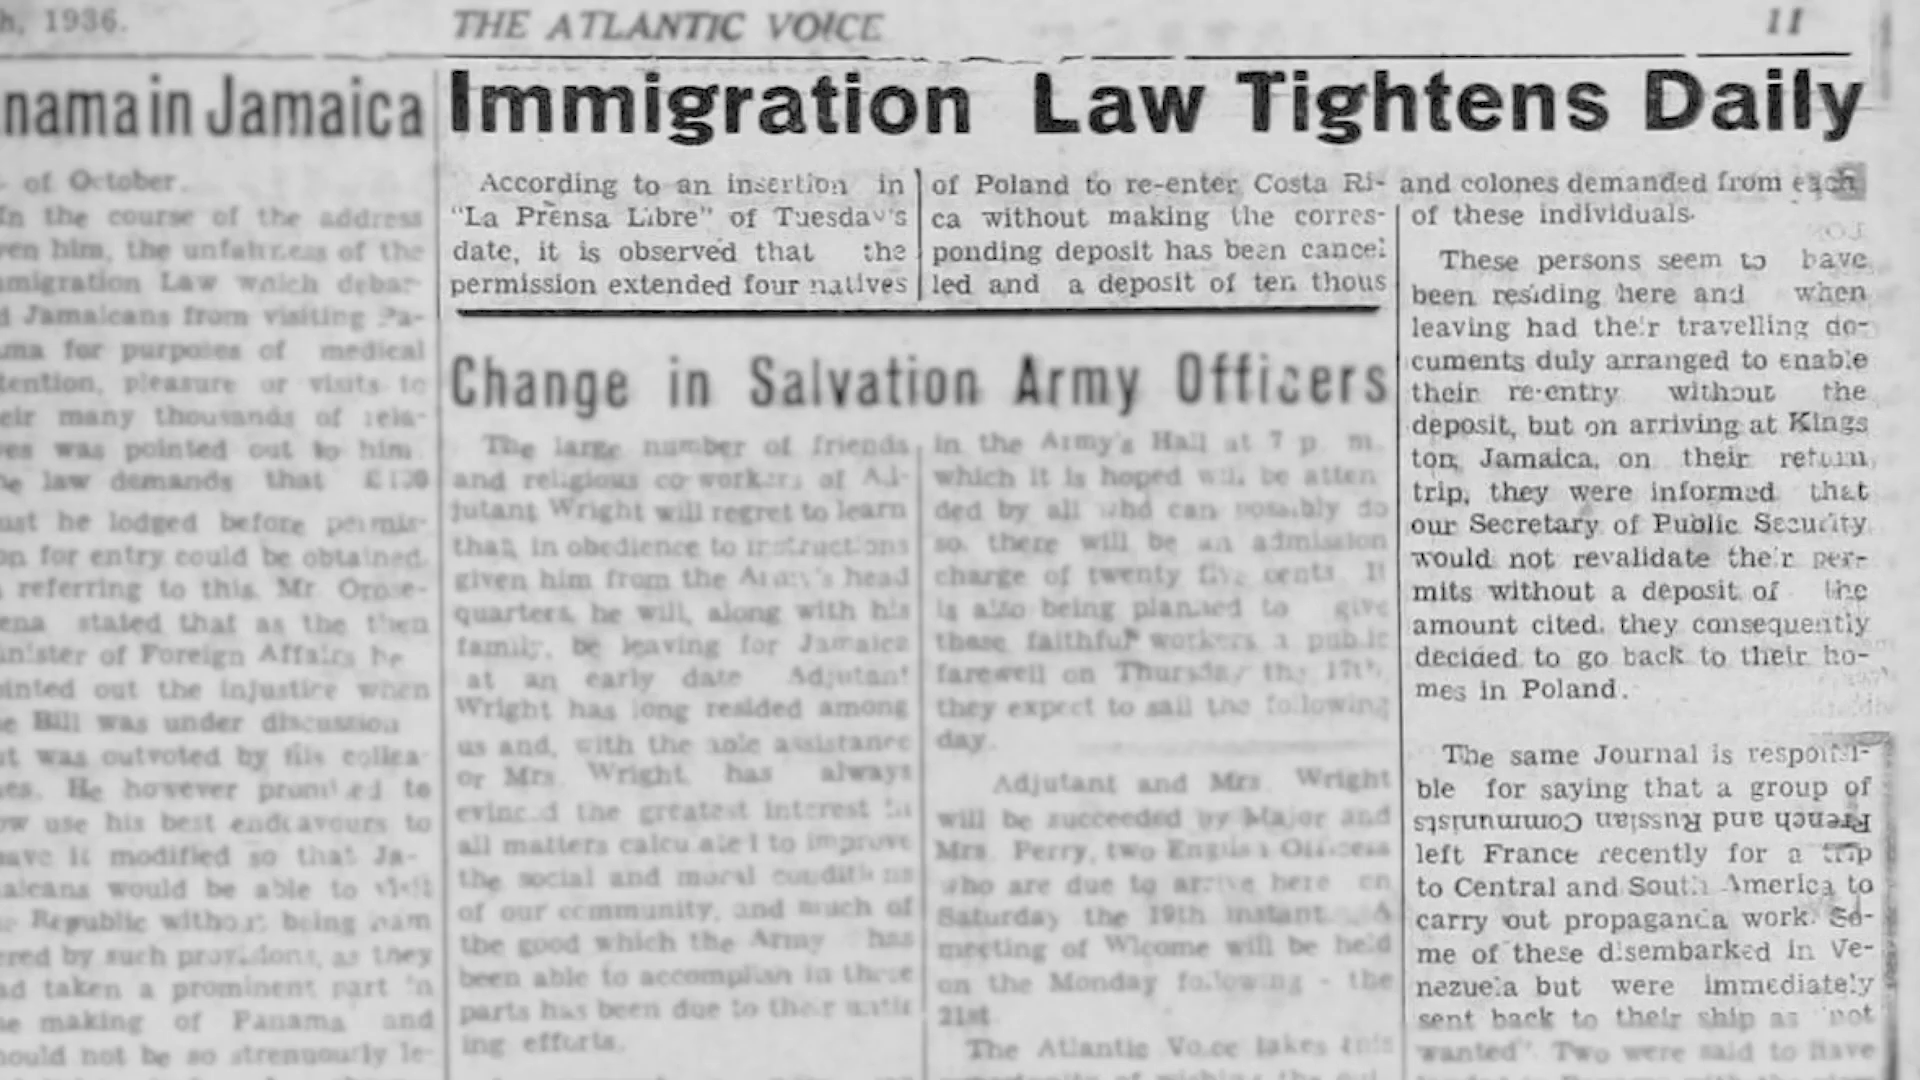 h, 1936.
THE ATLANTIC VOICE
11
nama in Jamaica
of October.
In the course of the address
ven him, the unfairness of the
mmigration Law which debar-
d Jamaicans from visiting Pa-
ama for purposes of medical
tention, pleasure or visits to
eir many thousands of rela-
ves was pointed out to him.
he law demands that
ust be lodged before permis-
on for entry could be obtained.
referring to this, Mr. Orose-
ena stated that as the then
inister of Foreign Affairs he
ointed out the injustice when
e Bill was under discussion
ut was outvoted by his collea-
ues. He however promised to
ow use his best endeavours to
have it modified so that Ja-
aicans would be able to visit
e Republic without being ham
ered by such provisions, as they
ad taken a prominent part in
he making of Panama and
hould not be so strenuously le-
Immigration Law Tightens Daily
According to an insertion in
"La Prensa Libre" of Tuesday's
date, it is observed that the
permission extended four natives
of Poland to re-enter Costa Ri-
ca without making the corres-
ponding deposit has been cancel
led and a deposit of ten thous
and colones demanded from each
of these individuals.
These persons seem to have
been residing here and when
leaving had their travelling do-
cuments duly arranged to enable
their re-entry without the
deposit, but on arriving at Kings
ton, Jamaica, on their return
trip, they were informed that
our Secretary of Public Security
would not revalidate their per-
mits without a deposit of the
amount cited, they consequently
decided to go back to their ho-
mes in Poland.
The same Journal is responsi-
ble for saying that a group of
French and Russian Communists
left France recently for a trip
to Central and South America to
carry out propaganda work. So-
me of these disembarked in Ve-
nezuela but were immediately
sent back to their ship as "not
wanted". Two were said to have
Change in Salvation Army Officers
The large number of friends
and religious co-workers of Ad-
jutant Wright will regret to learn
that, in obedience to instructions
given him from the Army's head
quarters, he will, along with his
family, be leaving for Jamaica
at an early date. Adjutant
Wright has long resided among
us and, with the able assistance
of Mrs. Wright, has always
evinced the greatest interest in
all matters calculated to improve
the social and moral conditions
of our community, and much of
the good which the Army has
been able to accomplish in these
parts has been due to their untir
ing efforts.
in the Army's Hall at 7 p. m.
which it is hoped will be atten
ded by all who can possibly do
so, there will be an admission
charge of twenty five cents. It
is also being planned to give
these faithful workers a public
farewell on Thursday the 17th,
they expect to sail the following
day.
Adjutant and Mrs. Wright
will be succeeded by Major and
Mrs. Perry, two English Officers
who are due to arrive here on
Saturday the 19th instant. A
meeting of Wlcome will be held
on the Monday following - the
21st.
The Atlantic Voice takes this